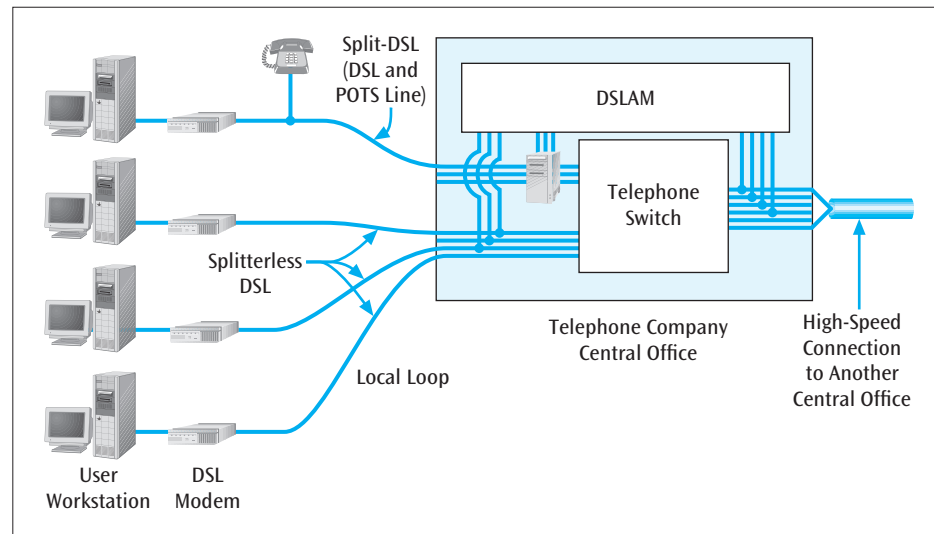 Split-DSL
(DSL and
POTS Line)
DSLAM
Telephone
Switch
Splitterless
DSL
Local Loop
Telephone Company
Central Office
High-Speed
Connection
to Another
Central Office
User
Workstation
DSL
Modem